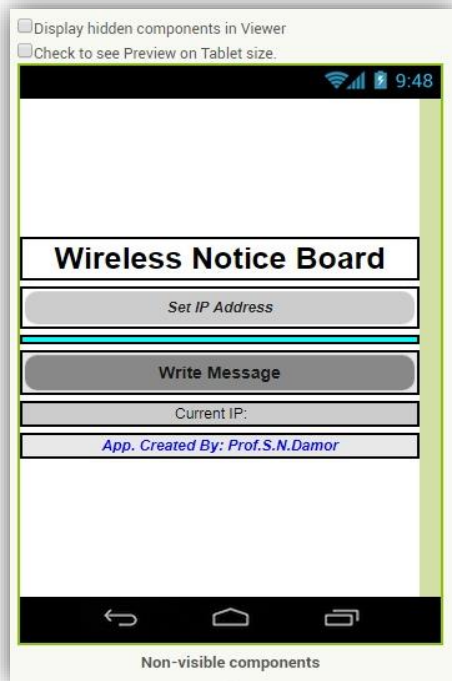 Display hidden components in Viewer
Check to see Preview on Tablet size.
9:48
Wireless Notice Board
Set IP Address
Write Message
Current IP:
App. Created By: Prof.S.N.Damor
Non-visible components